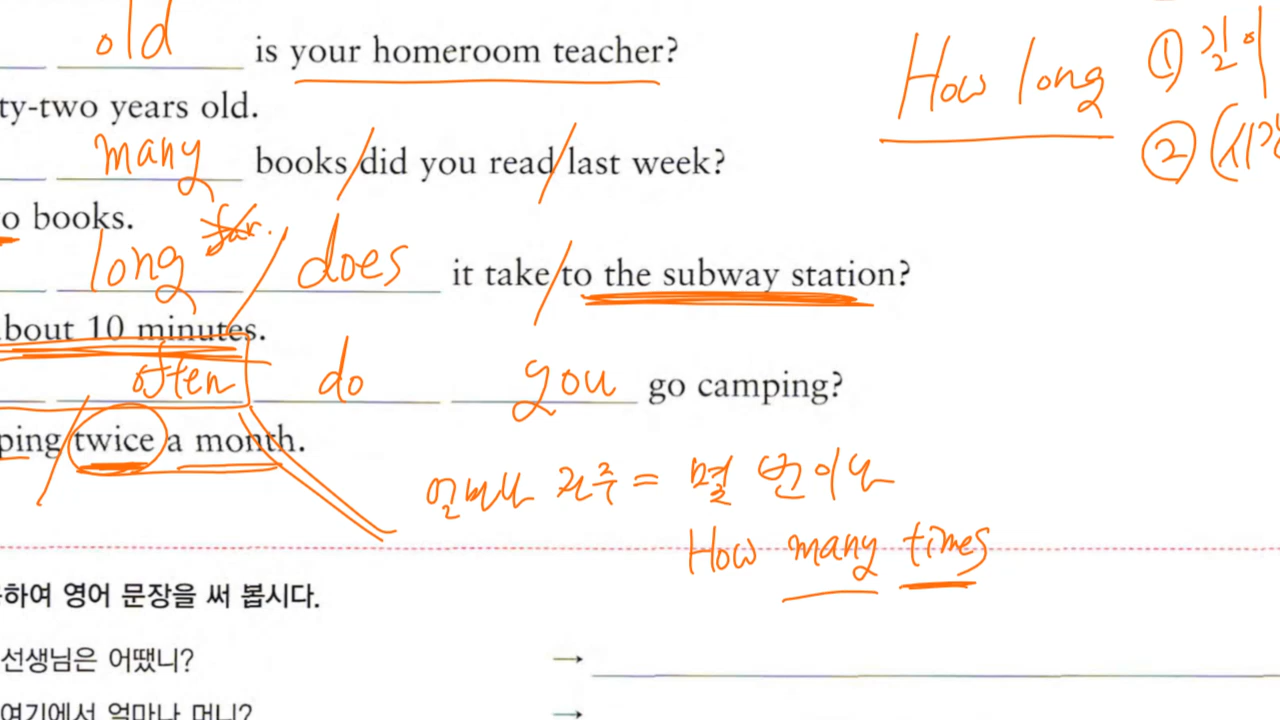 old is your homeroom teacher?
How long ① 길이
ty-two years old.
many books did you read last week?
② (시간
o books.
far.
long does it take to the subway station?
bout 10 minutes.
often do you go camping?
ping twice a month.
얼마나 자주 = 몇 번이나
How many times
하여 영어 문장을 써 봅시다.
선생님은 어땠니? →
여기에서 얼마나 머니? →